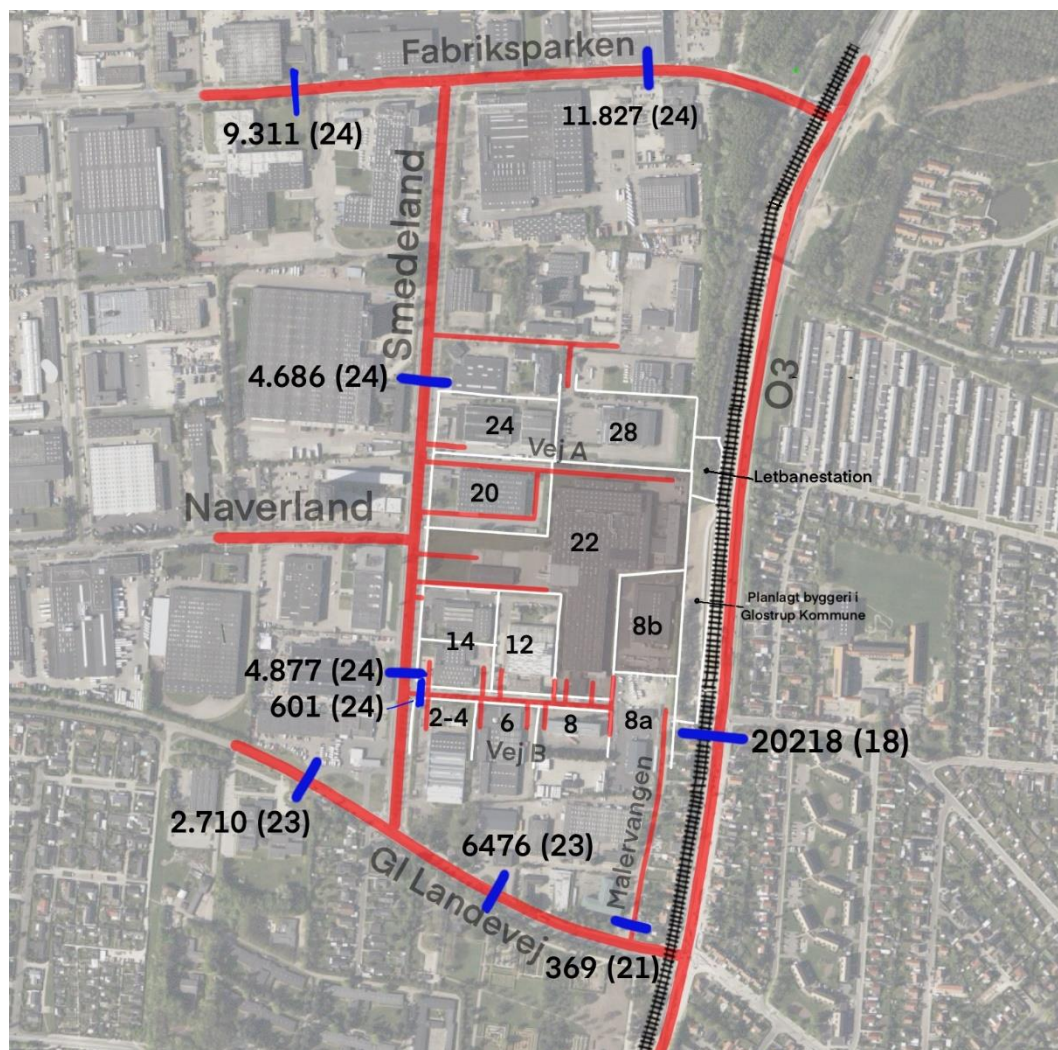 Fabriksparken
9.311 (24)
11.827 (24)
Smedeland
4.686 (24)
O3
24
28
Vej A
Letbanestation
20
Naverland
22
Planlagt byggeri i
Glostrup Kommune
8b
14
12
4.877 (24)
601 (24)
2-4
6
8
8a
Vej B
20218 (18)
Malervangen
2.710 (23)
6476 (23)
Gl Landevej
369 (21)